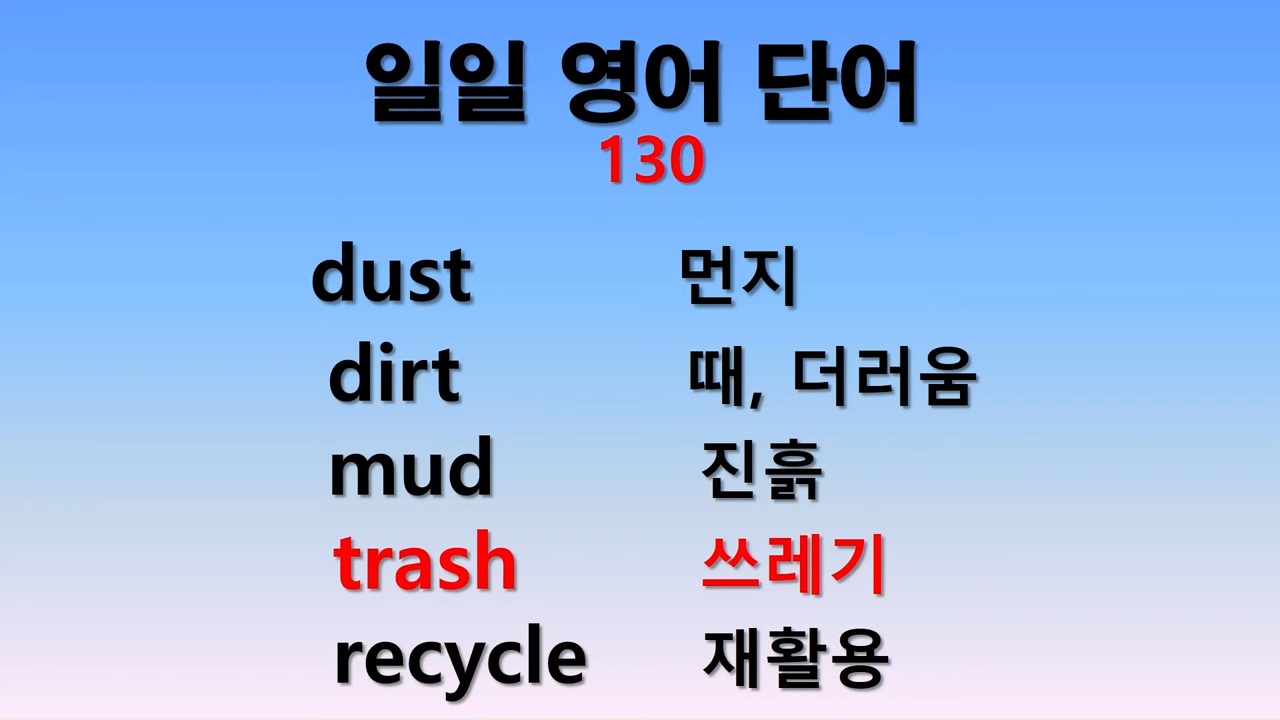 일일 영어 단어
130
dust 먼지
dirt 때, 더러움
mud 진흙
trash 쓰레기
recycle 재활용